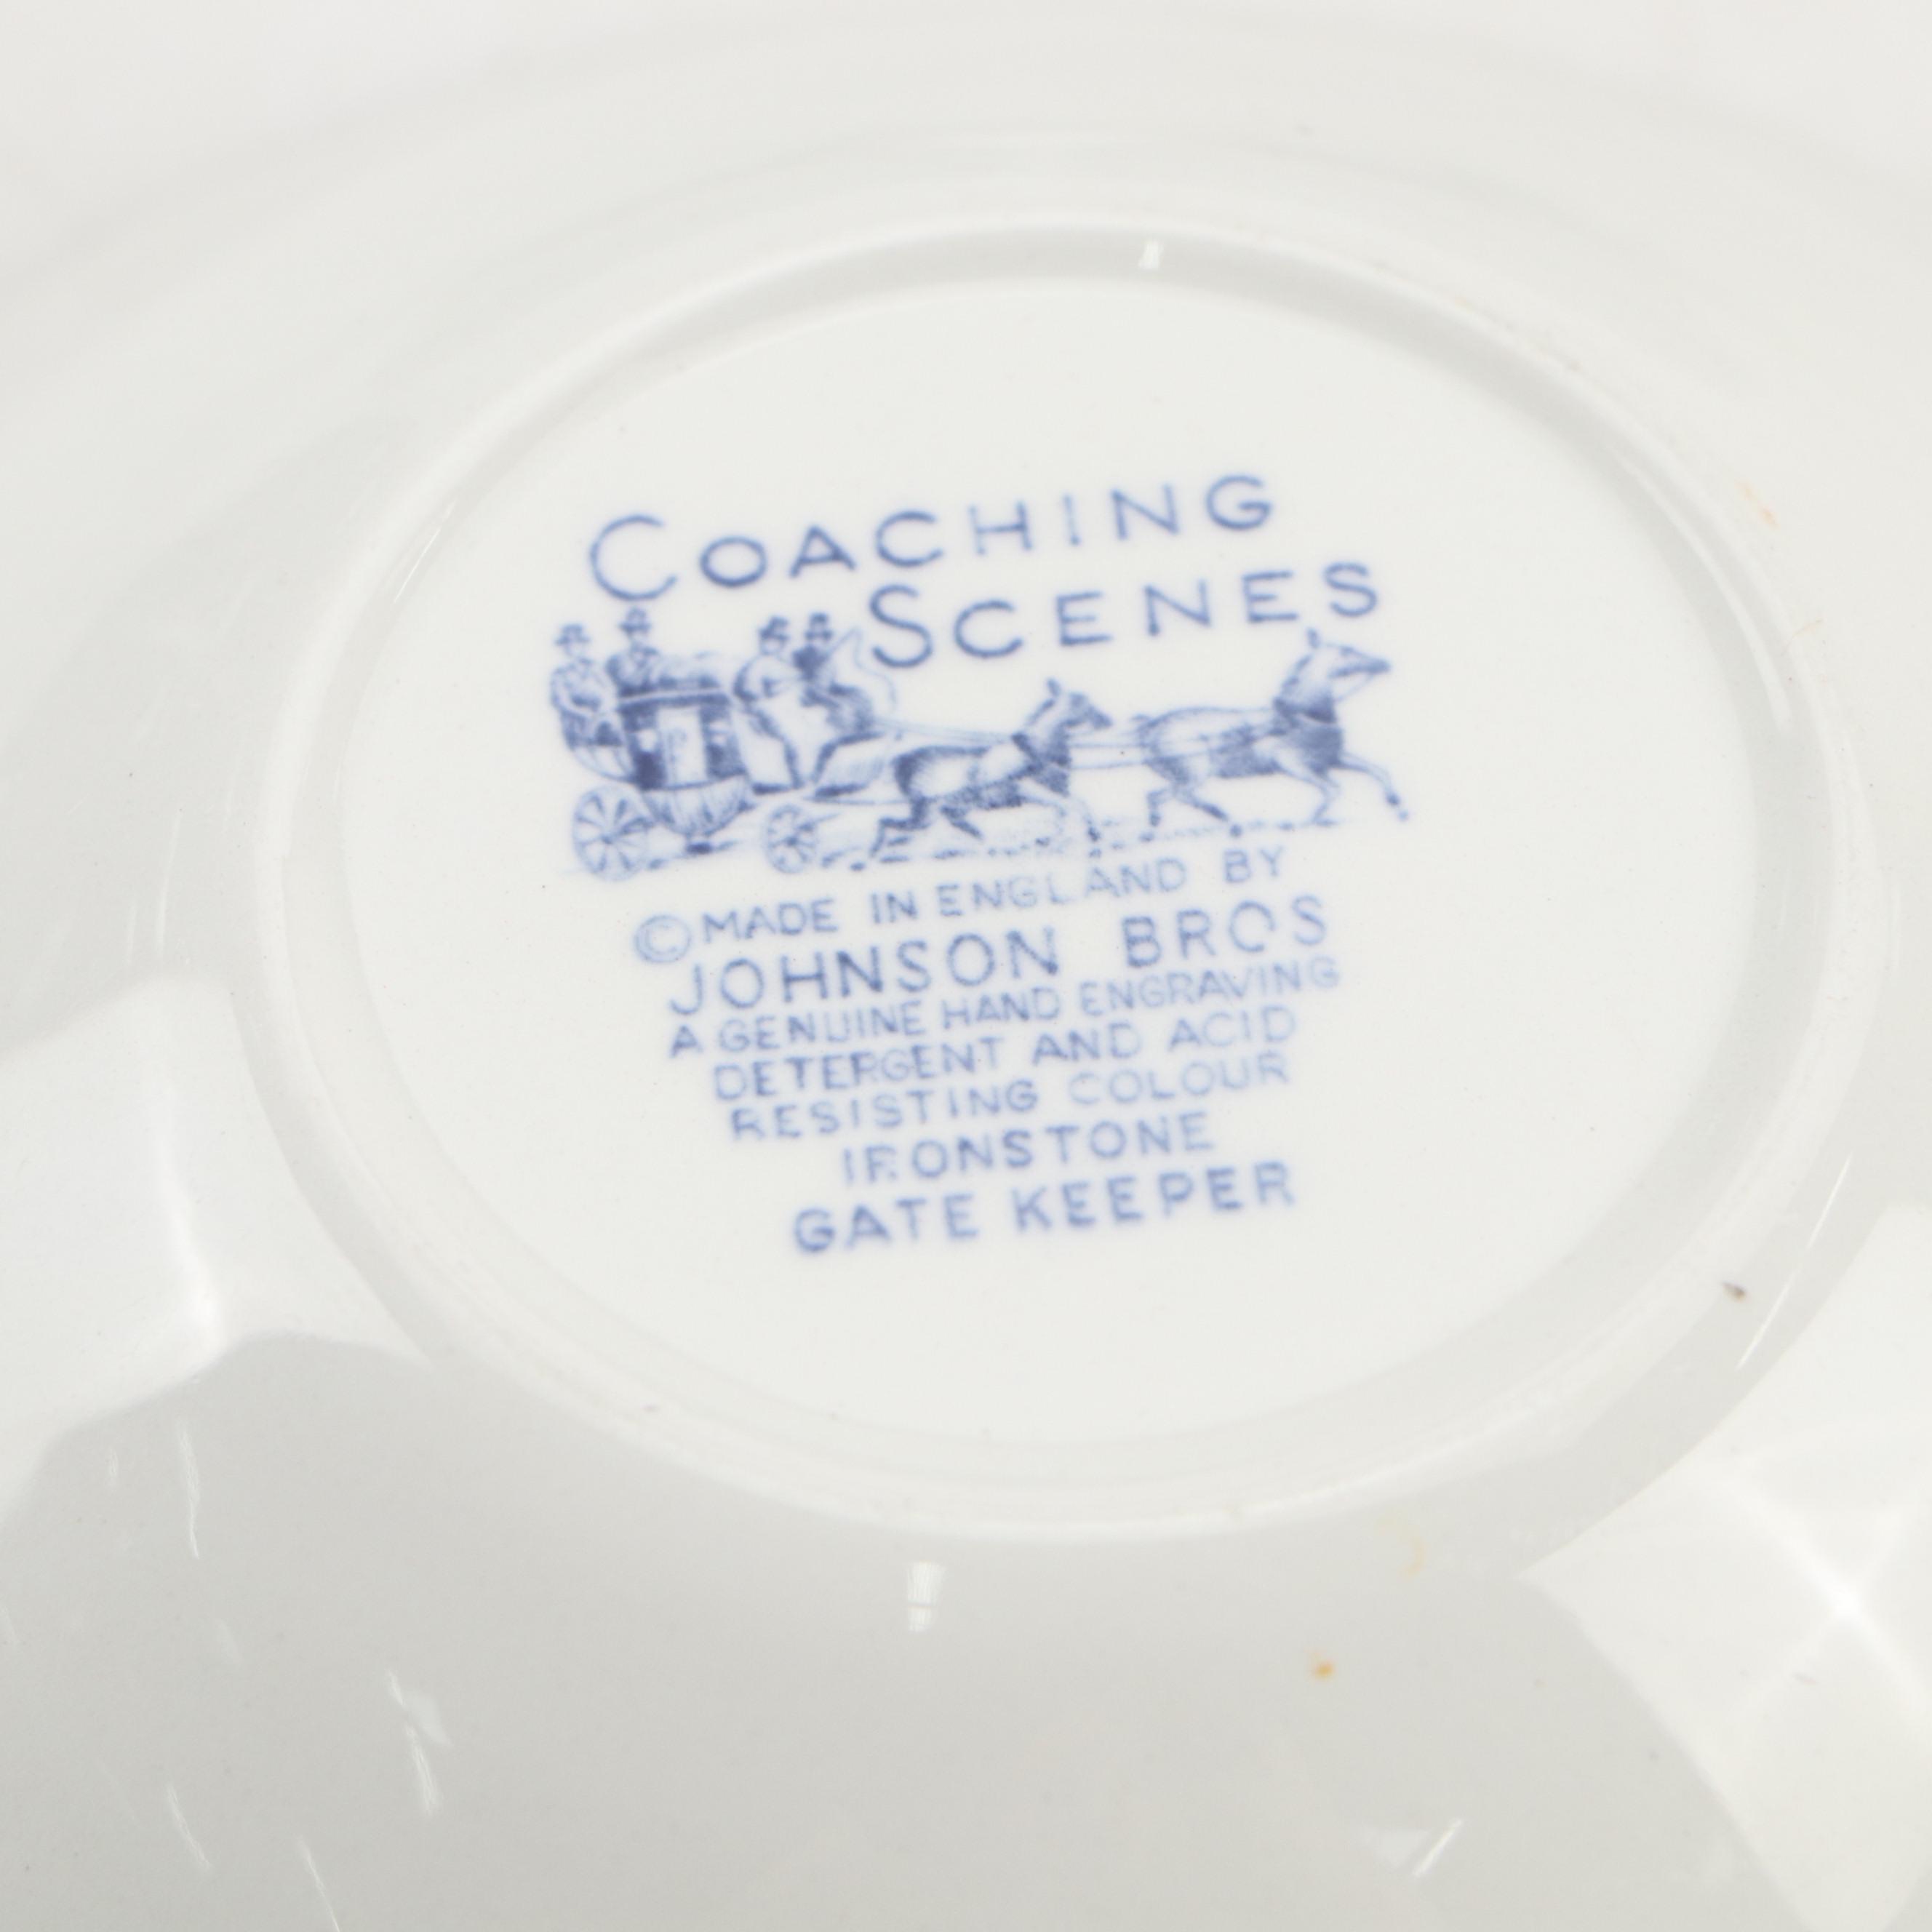 COACHING
SCENES
©MADE IN ENGLAND BY
JOHNSON BROS
A GENUINE HAND ENGRAVING
DETERGENT AND ACID
RESISTING COLOUR
IRONSTONE
GATE KEEPER